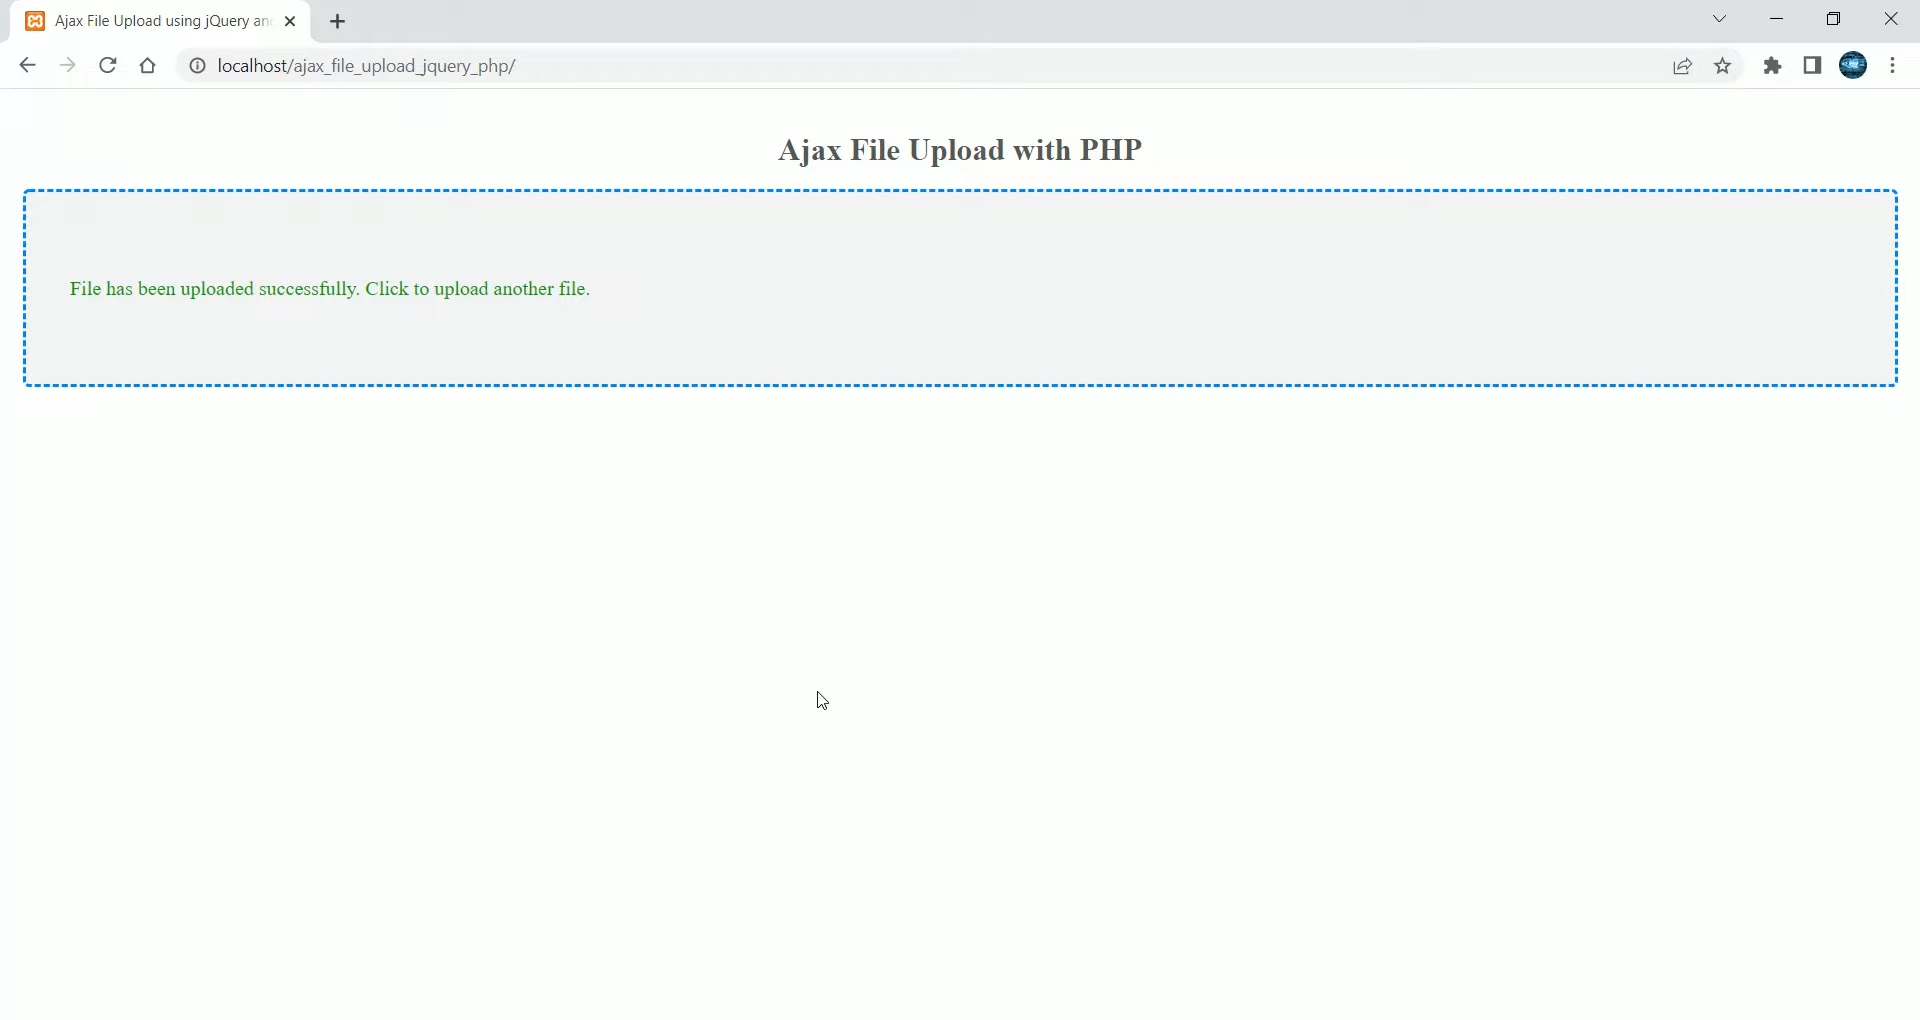 Ajax File Upload using jQuery an
localhost/ajax_file_upload_jquery_php/
Ajax File Upload with PHP
File has been uploaded successfully. Click to upload another file.